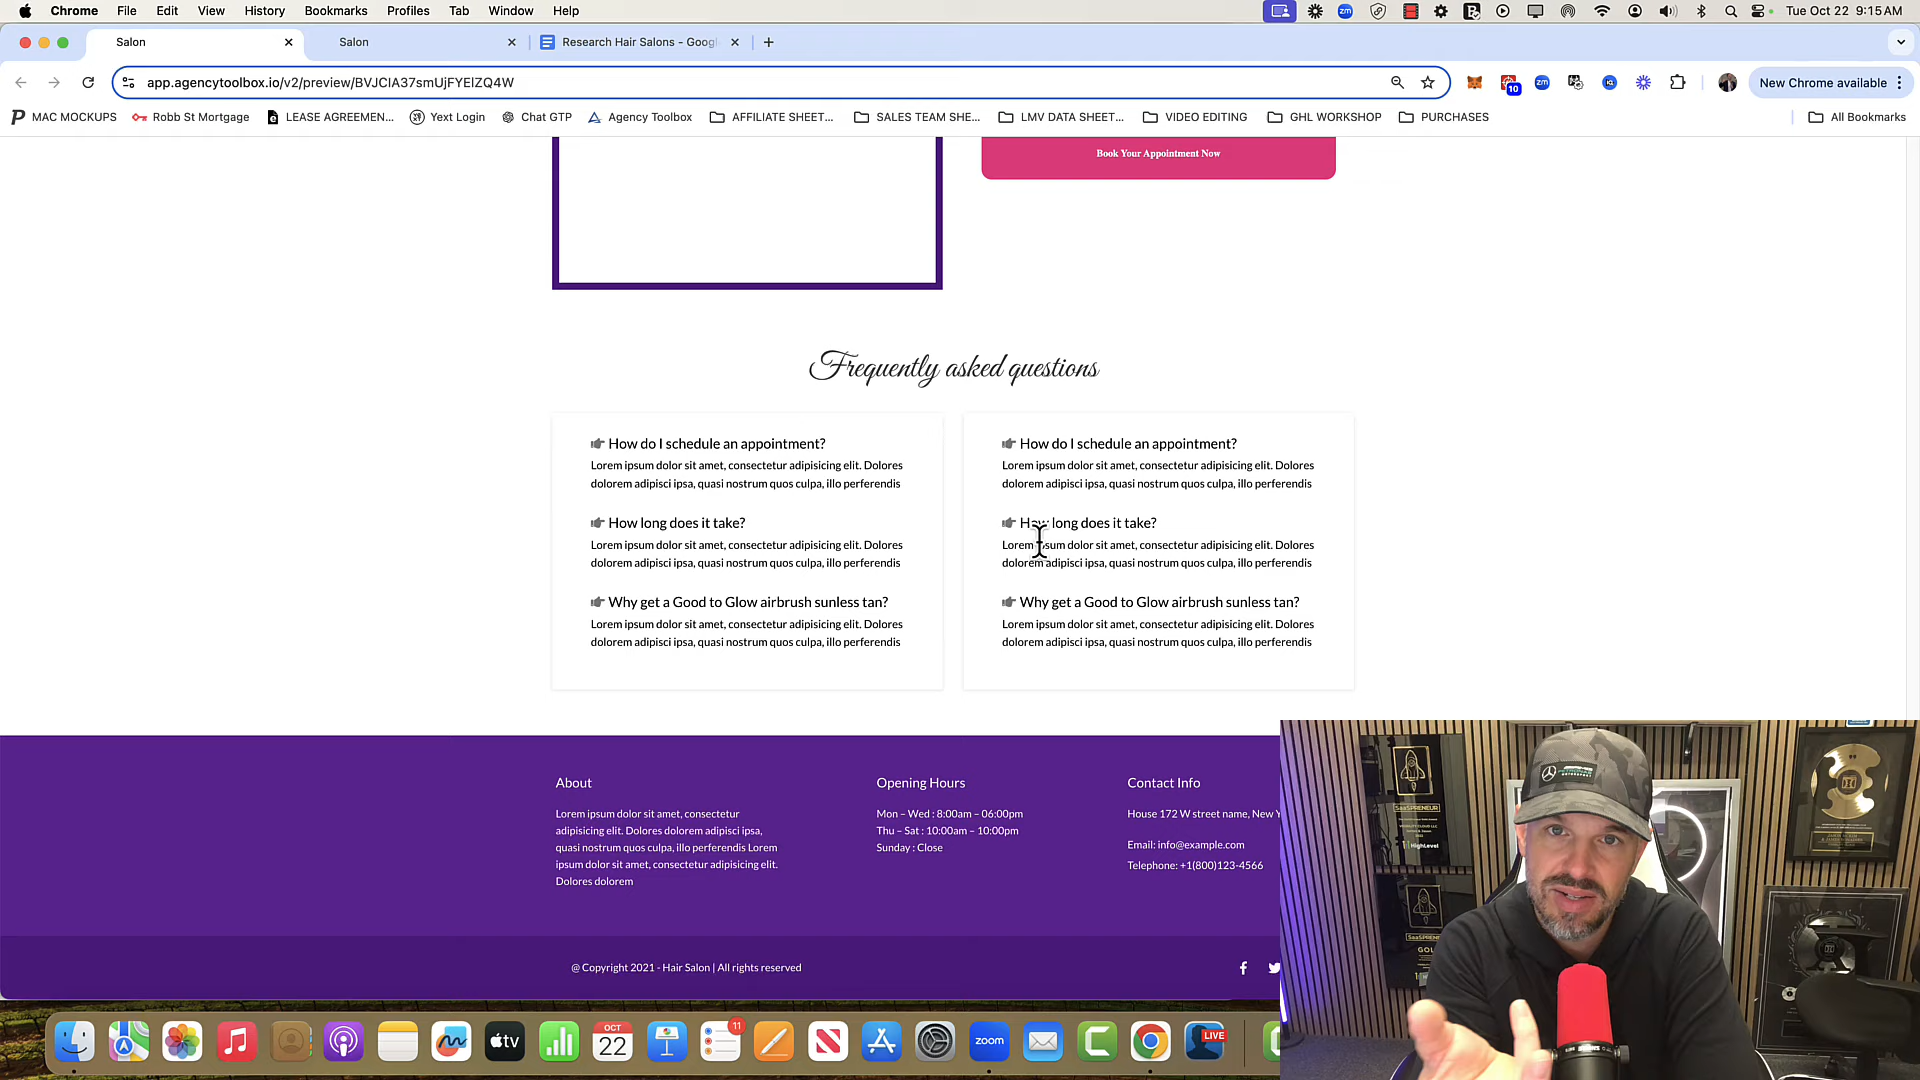 Chrome File Edit View History Bookmarks Profiles Tab Window Help
zm
Tue Oct 22 9:15 AM
Salon
Salon
Research Hair Salons - Googl
app.agencytoolbox.io/v2/preview/BVJCIA37smUjFYElZQ4W
10
zm
New Chrome available
MAC MOCKUPS
Robb St Mortgage
LEASE AGREEMEN...
Yext Login
Chat GTP
Agency Toolbox
AFFILIATE SHEET...
SALES TEAM SHE...
LMV DATA SHEET...
VIDEO EDITING
GHL WORKSHOP
PURCHASES
All Bookmarks
Book Your Appointment Now
Frequently asked questions
How do I schedule an appointment?
Lorem ipsum dolor sit amet, consectetur adipisicing elit. Dolores
dolorem adipisci ipsa, quasi nostrum quos culpa, illo perferendis
How long does it take?
Lorem ipsum dolor sit amet, consectetur adipisicing elit. Dolores
dolorem adipisci ipsa, quasi nostrum quos culpa, illo perferendis
Why get a Good to Glow airbrush sunless tan?
Lorem ipsum dolor sit amet, consectetur adipisicing elit. Dolores
dolorem adipisci ipsa, quasi nostrum quos culpa, illo perferendis
How do I schedule an appointment?
Lorem ipsum dolor sit amet, consectetur adipisicing elit. Dolores
dolorem adipisci ipsa, quasi nostrum quos culpa, illo perferendis
How long does it take?
Lorem ipsum dolor sit amet, consectetur adipisicing elit. Dolores
dolorem adipisci ipsa, quasi nostrum quos culpa, illo perferendis
Why get a Good to Glow airbrush sunless tan?
Lorem ipsum dolor sit amet, consectetur adipisicing elit. Dolores
dolorem adipisci ipsa, quasi nostrum quos culpa, illo perferendis
About
Lorem ipsum dolor sit amet, consectetur
adipisicing elit. Dolores dolorem adipisci ipsa,
quasi nostrum quos culpa, illo perferendis Lorem
ipsum dolor sit amet, consectetur adipisicing elit.
Dolores dolorem
Opening Hours
Mon – Wed : 8:00am – 06:00pm
Thu – Sat : 10:00am – 10:00pm
Sunday : Close
Contact Info
House 172 W street name, New Y
Email: info@example.com
Telephone: +1(800)123-4566
@ Copyright 2021 - Hair Salon | All rights reserved
SaaSPRENEUR
HighLevel
OCT
22
tv
11
zoom
LIVE